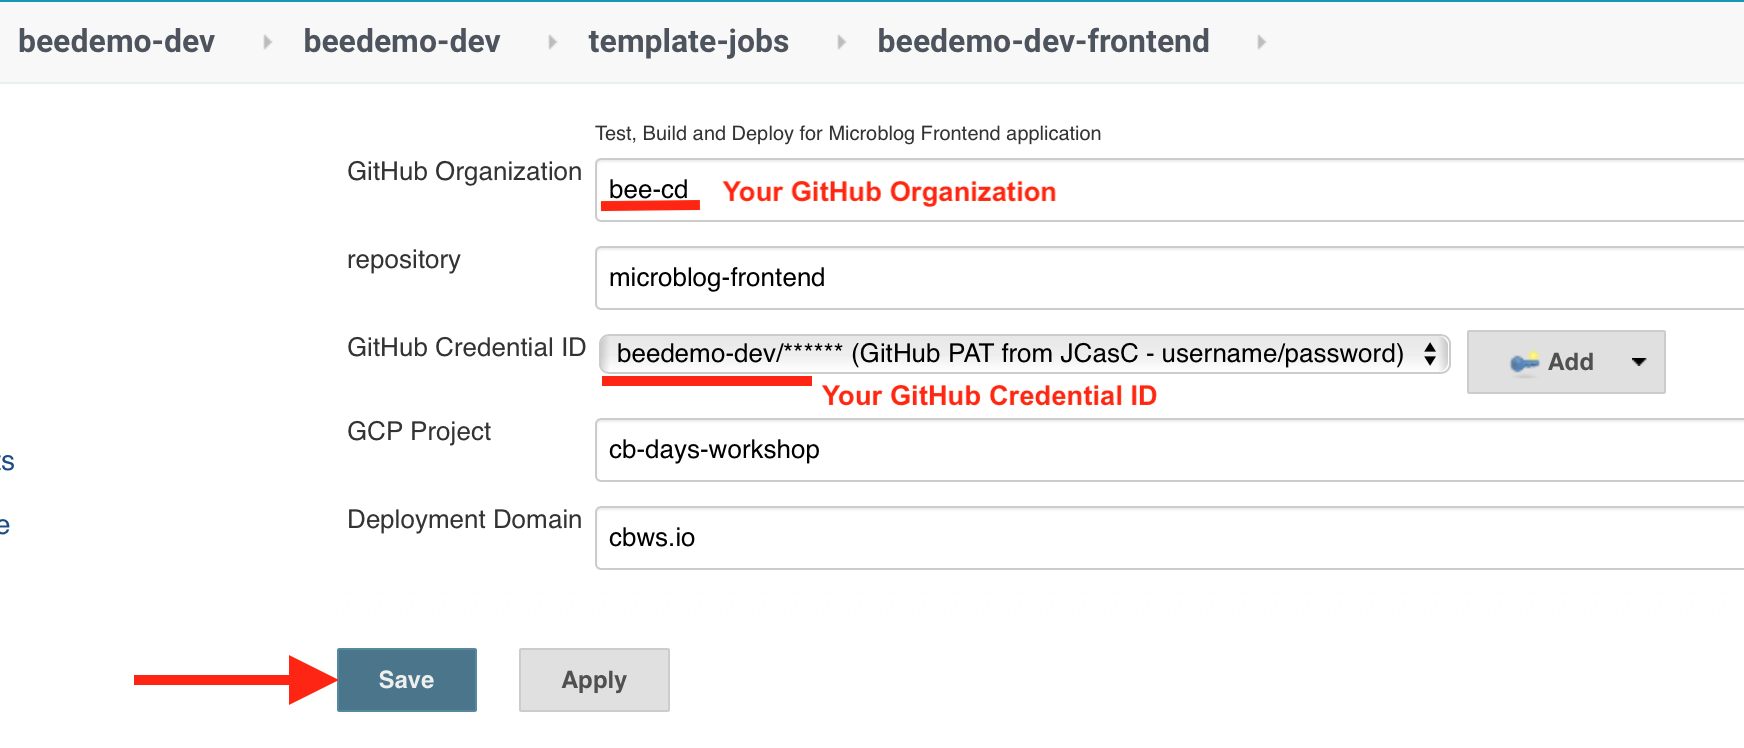 beedemo-dev beedemo-dev template-jobs beedemo-dev-frontend
Test, Build and Deploy for Microblog Frontend application
GitHub Organization
bee-cd Your GitHub Organization
repository
microblog-frontend
GitHub Credential ID
beedemo-dev/****** (GitHub PAT from JCasC - username/password)
Add
Your GitHub Credential ID
GCP Project
cb-days-workshop
ts
Deployment Domain
e
cbws.io
Save Apply